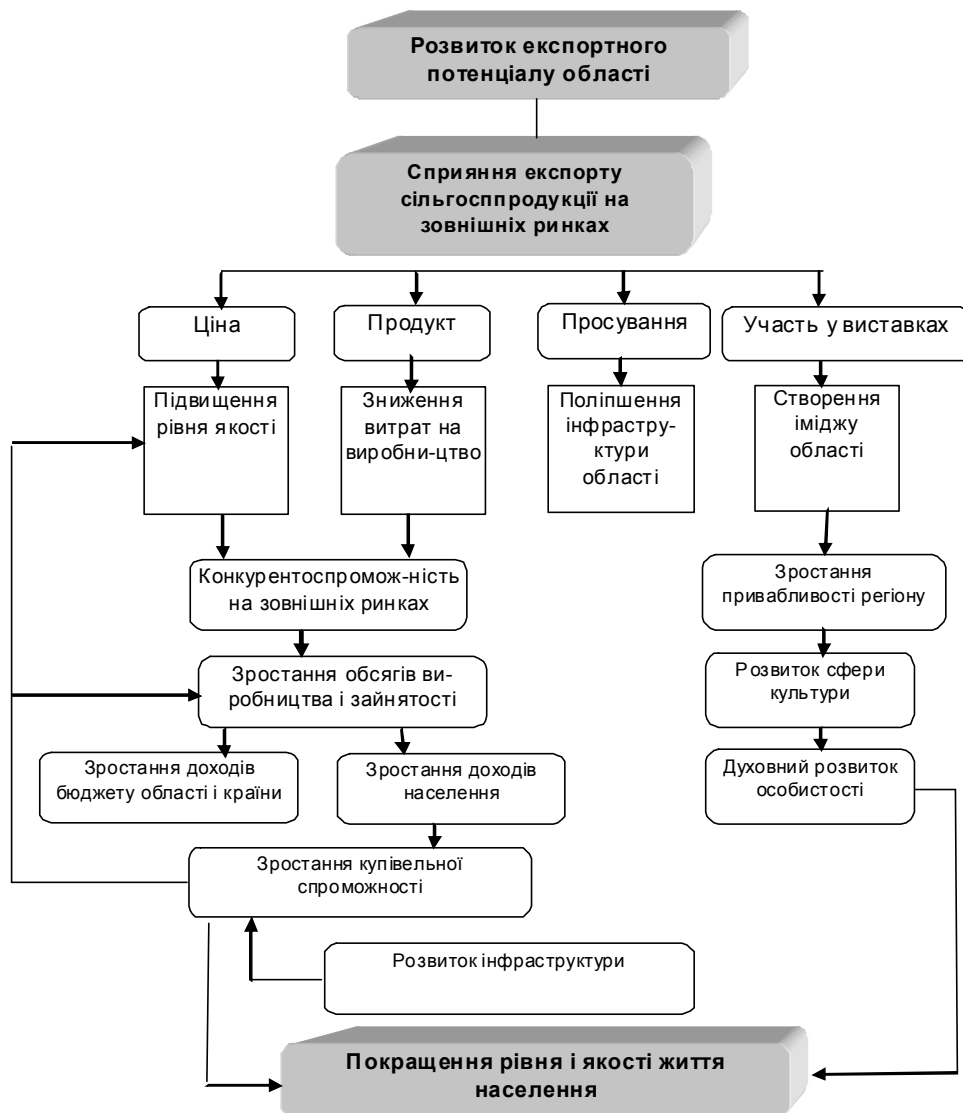 Розвиток експортного
потенціалу області
Сприяння експорту
сільгосппродукції на
зовнішніх ринках
Ціна
Продукт
Просування
Участь у виставках
Підвищення
рівня якості
Зниження
витрат на
виробни-цтво
Поліпшення
інфрастру-
ктури
області
Створення
іміджу
області
Конкурентоспромож-ність
на зовнішніх ринках
Зростання
привабливості регіону
Зростання обсягів ви-
робництва і зайнятості
Розвиток сфери
культури
Зростання доходів
бюджету області і країни
Зростання доходів
населення
Духовний розвиток
особистості
Зростання купівельної
спроможності
Розвиток інфраструктури
Покращення рівня і якості життя
населення